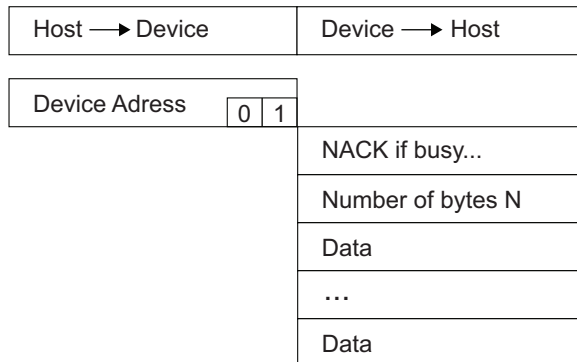 Host → Device
Device → Host
Device Adress 0 1
NACK if busy...
Number of bytes N
Data
...
Data